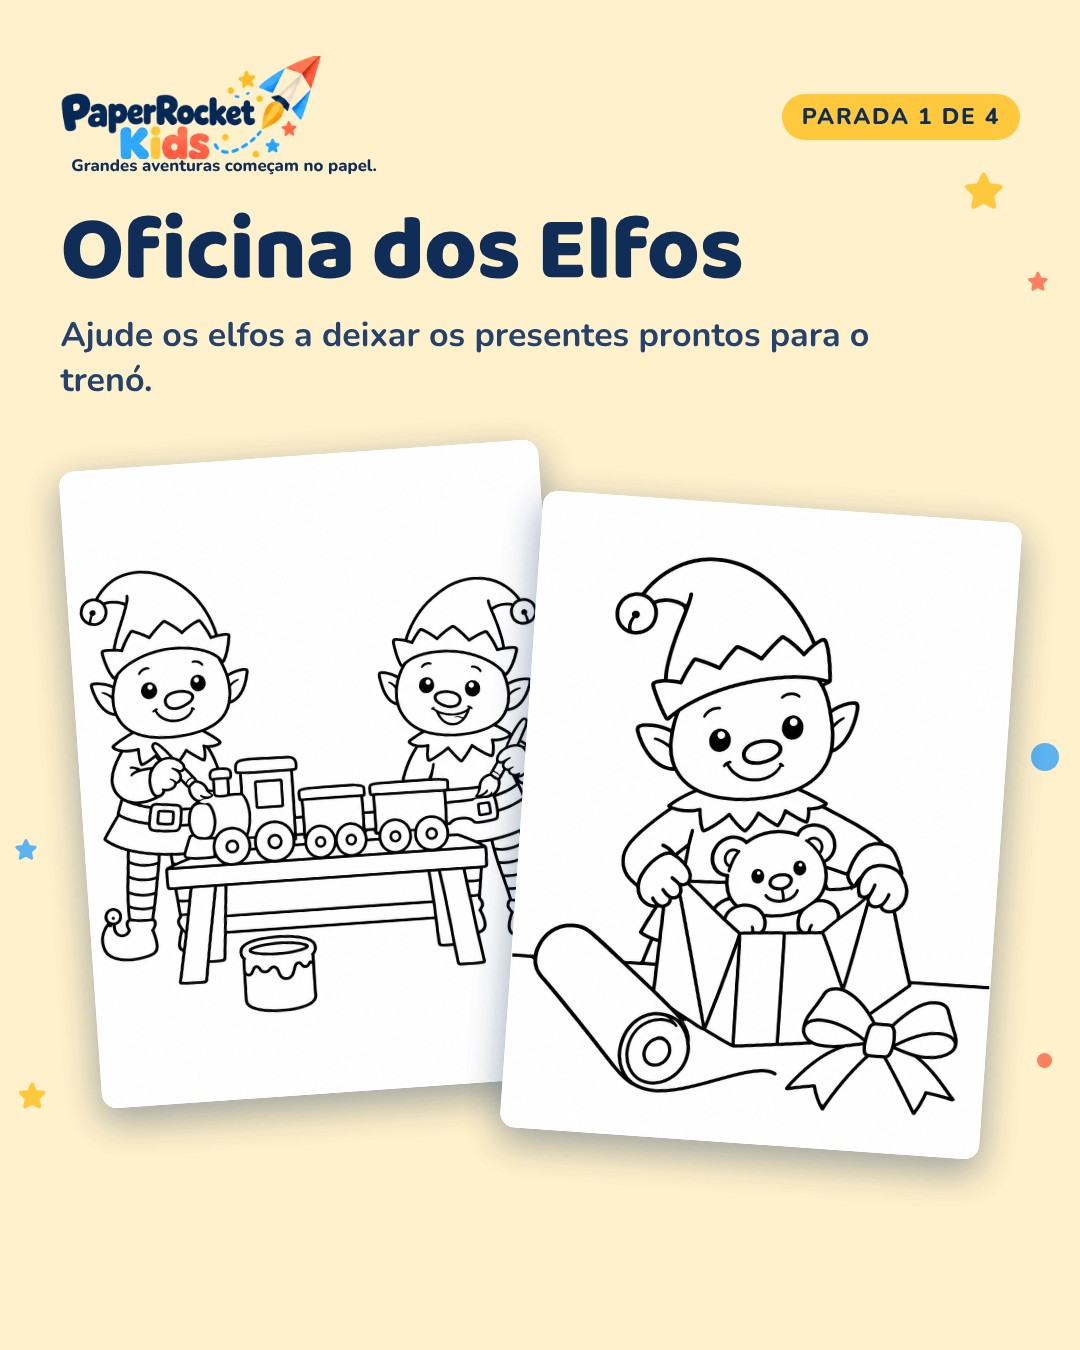 PaperRocket
Kids
Grandes aventuras começam no papel.
PARADA 1 DE 4
Oficina dos Elfos
Ajude os elfos a deixar os presentes prontos para o
trenó.